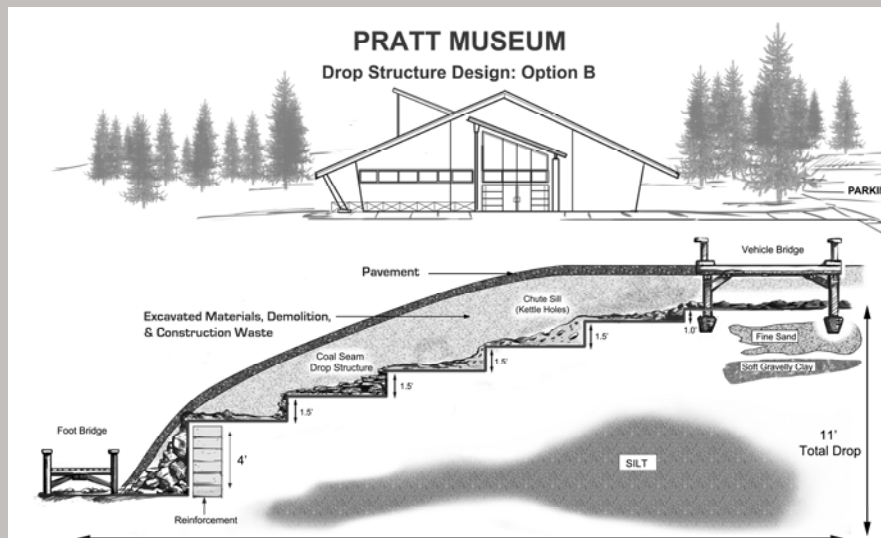 PRATT MUSEUM
Drop Structure Design: Option B
PARKI
Vehicle Bridge
Pavement
Chute Sill
(Kettle Holes)
Excavated Materials, Demolition,
& Construction Waste
1.0'
Fine Sand
1.5'
Coal Seam
Drop Structure
1.5'
Soft Gravelly Clay
1.5'
1.5'
Foot Bridge
11'
Total Drop
4'
SILT
Reinforcement